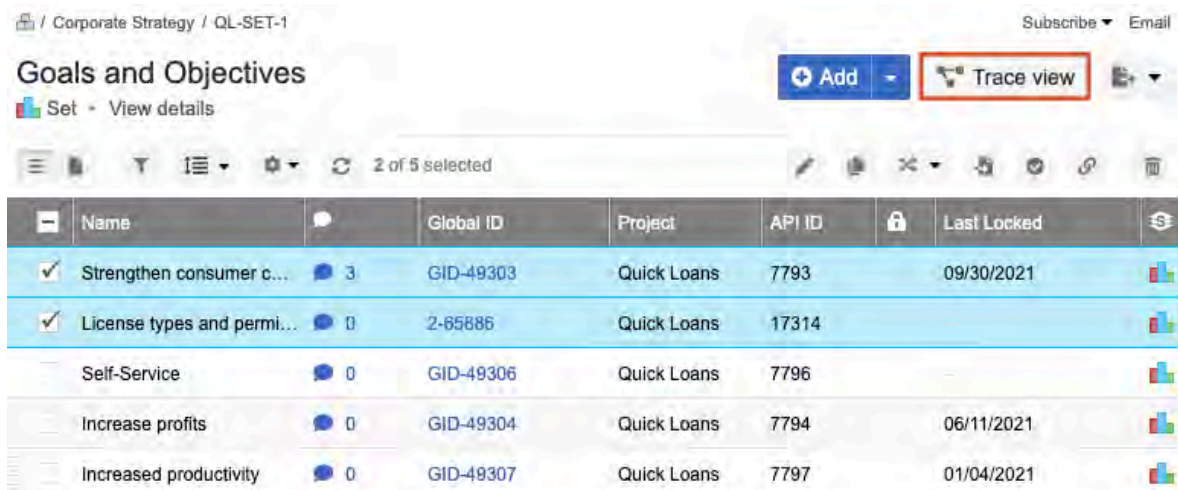 / Corporate Strategy / QL-SET-1 Subscribe Email
Goals and Objectives Add Trace view
Set - View details
2 of 5 selected
Name Global ID Project API ID Last Locked
Strengthen consumer c... 3 GID-49303 Quick Loans 7793 09/30/2021
License types and permi... 0 2-65886 Quick Loans 17314
Self-Service 0 GID-49306 Quick Loans 7796
Increase profits 0 GID-49304 Quick Loans 7794 06/11/2021
Increased productivity 0 GID-49307 Quick Loans 7797 01/04/2021